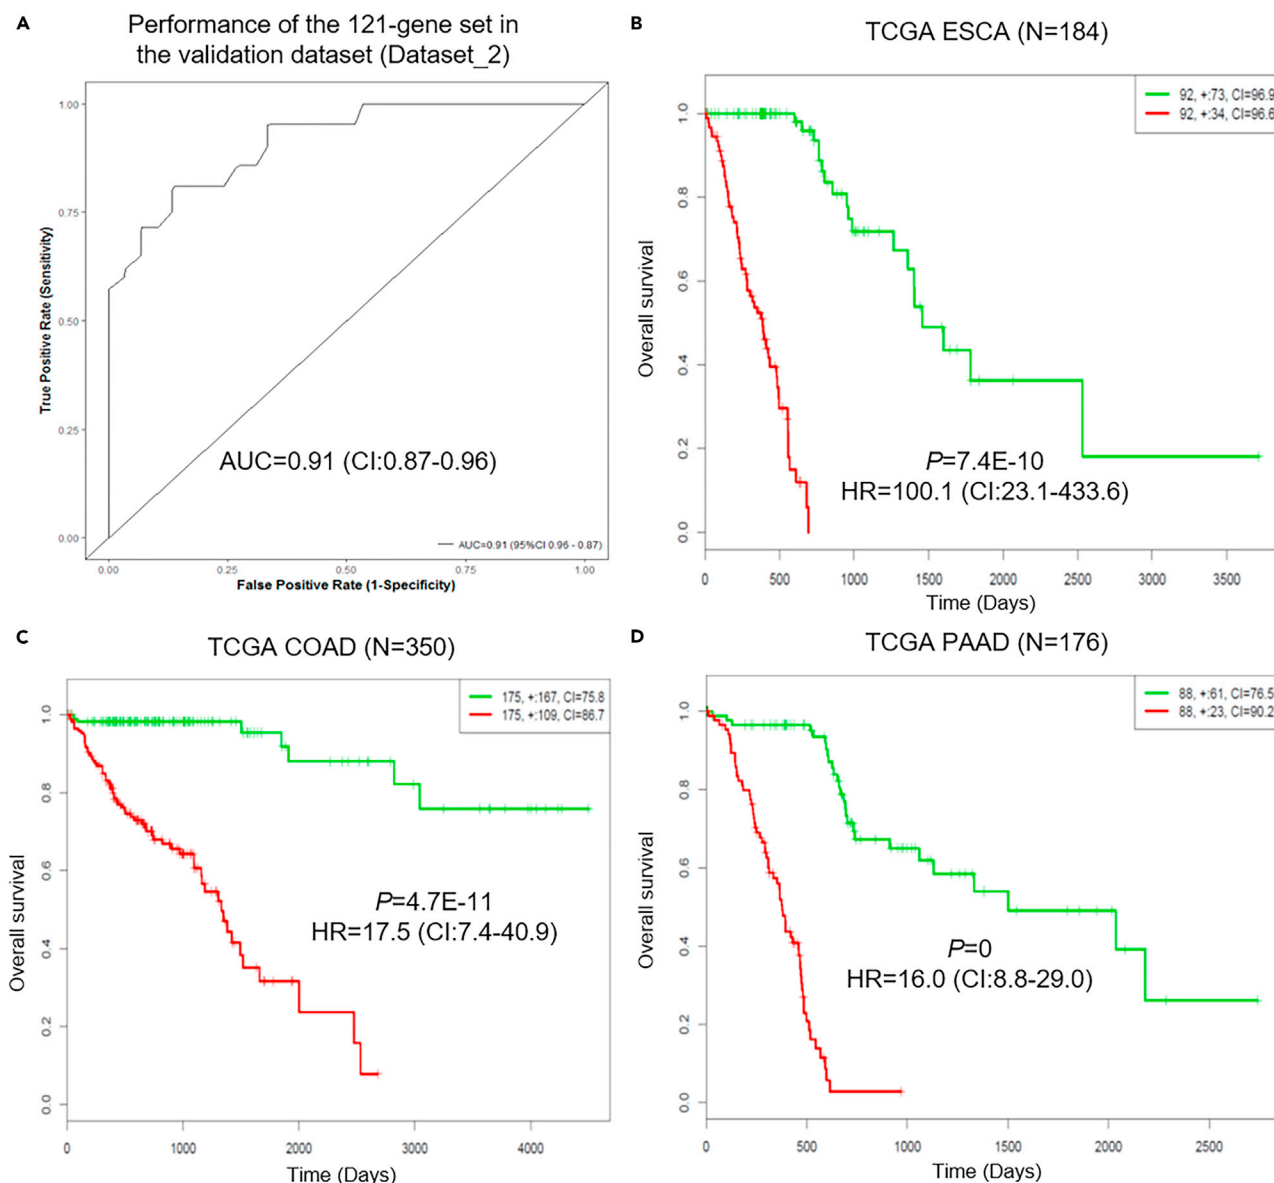 A
Performance of the 121-gene set in
the validation dataset (Dataset_2)
True Positive Rate (Sensitivity)
1.00
0.75
0.50
0.25
0.00
AUC=0.91 (CI:0.87-0.96)
AUC=0.91 (95%CI 0.96 - 0.87)
0.00 0.25 0.50 0.75 1.00
False Positive Rate (1-Specificity)
B
TCGA ESCA (N=184)
92, +:73, CI=96.9
92, +:34, CI=96.6
Overall survival
1.0
0.8
0.6
0.4
0.2
0.0
P=7.4E-10
HR=100.1 (CI:23.1-433.6)
0 500 1000 1500 2000 2500 3000 3500
Time (Days)
C
TCGA COAD (N=350)
175, +:167, CI=75.8
175, +:109, CI=86.7
Overall survival
1.0
0.8
0.6
0.4
0.2
0.0
P=4.7E-11
HR=17.5 (CI:7.4-40.9)
0 1000 2000 3000 4000
Time (Days)
D
TCGA PAAD (N=176)
88, +:61, CI=76.5
88, +:23, CI=90.2
Overall survival
1.0
0.8
0.6
0.4
0.2
0.0
P=0
HR=16.0 (CI:8.8-29.0)
0 500 1000 1500 2000 2500
Time (Days)